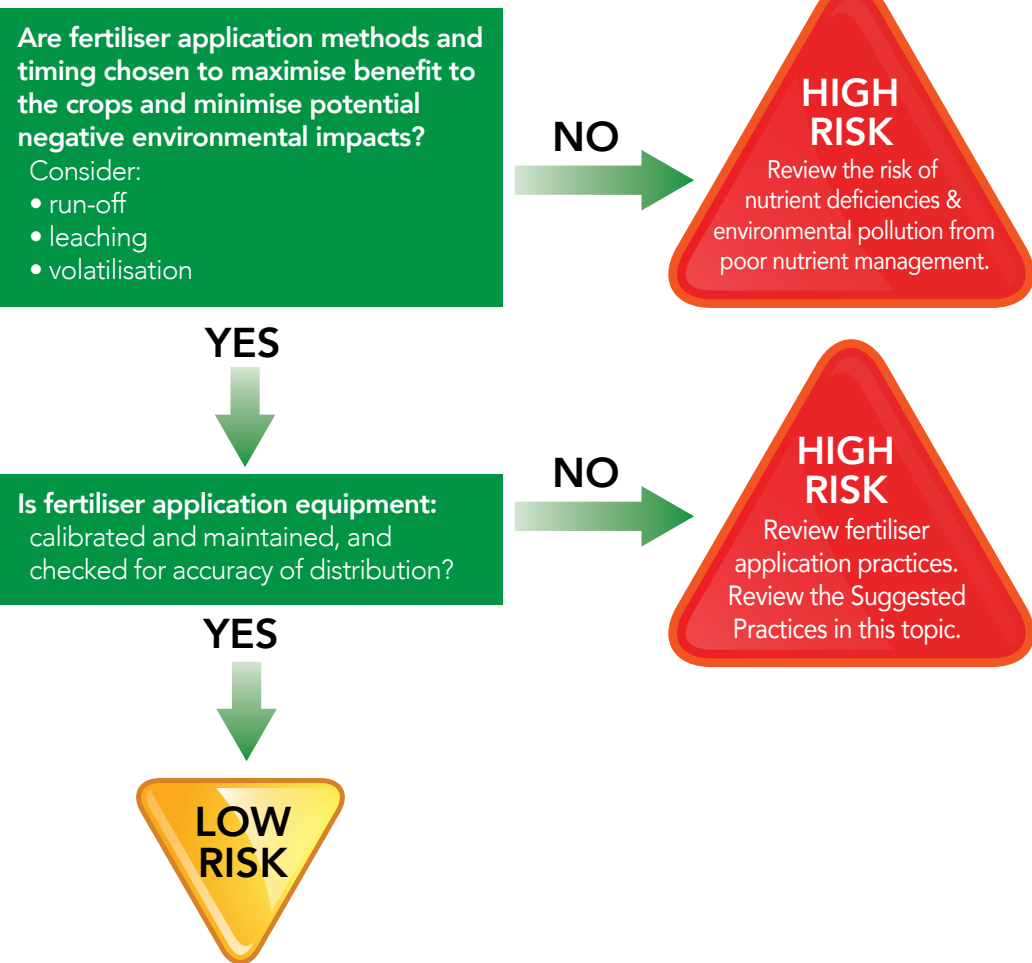 Are fertiliser application methods and
timing chosen to maximise benefit to
the crops and minimise potential
negative environmental impacts?
Consider:
• run-off
• leaching
• volatilisation
NO
HIGH
RISK
Review the risk of
nutrient deficiencies &
environmental pollution from
poor nutrient management.
YES
Is fertiliser application equipment:
calibrated and maintained, and
checked for accuracy of distribution?
NO
HIGH
RISK
Review fertiliser
application practices.
Review the Suggested
Practices in this topic.
YES
LOW
RISK